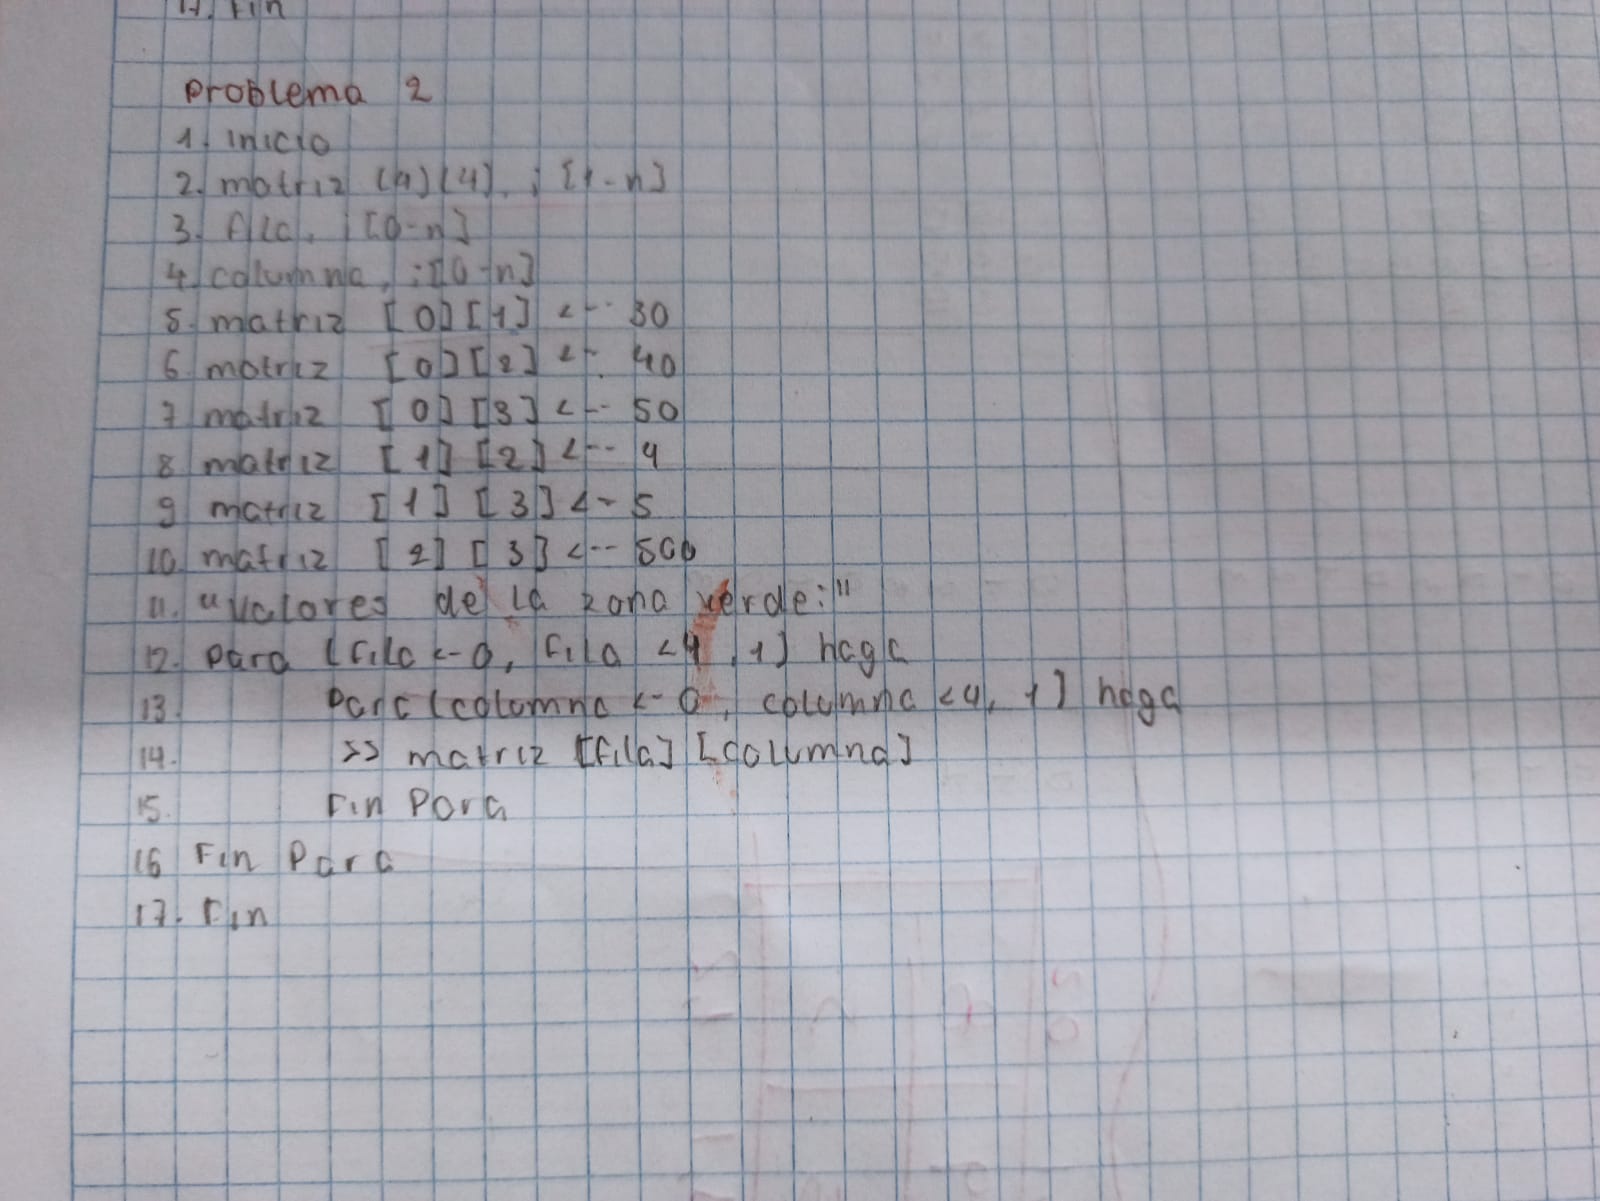 17. Fin
Problema 2
1. inicio
2. matriz (4)(4), ; [1-n]
3. fila, ; [0-n]
4. columna, ; [0-n]
5. matriz [0][1] <-- 30
6. matriz [0][2] <-. 40
7 matriz [0][3] <-- 50
8. matriz [1][2] <-- 4
9 matriz [1] [3] <- 5
10. matriz [2] [3] <-- 500
11. "valores de la zona verde:"
12. para (fila <- 0, fila <4, 1) haga
13. para (columna <- 0, columna <4, 1) haga
14. >> matriz [fila] [columna]
15. Fin Para
16 Fin Para
17. Fin